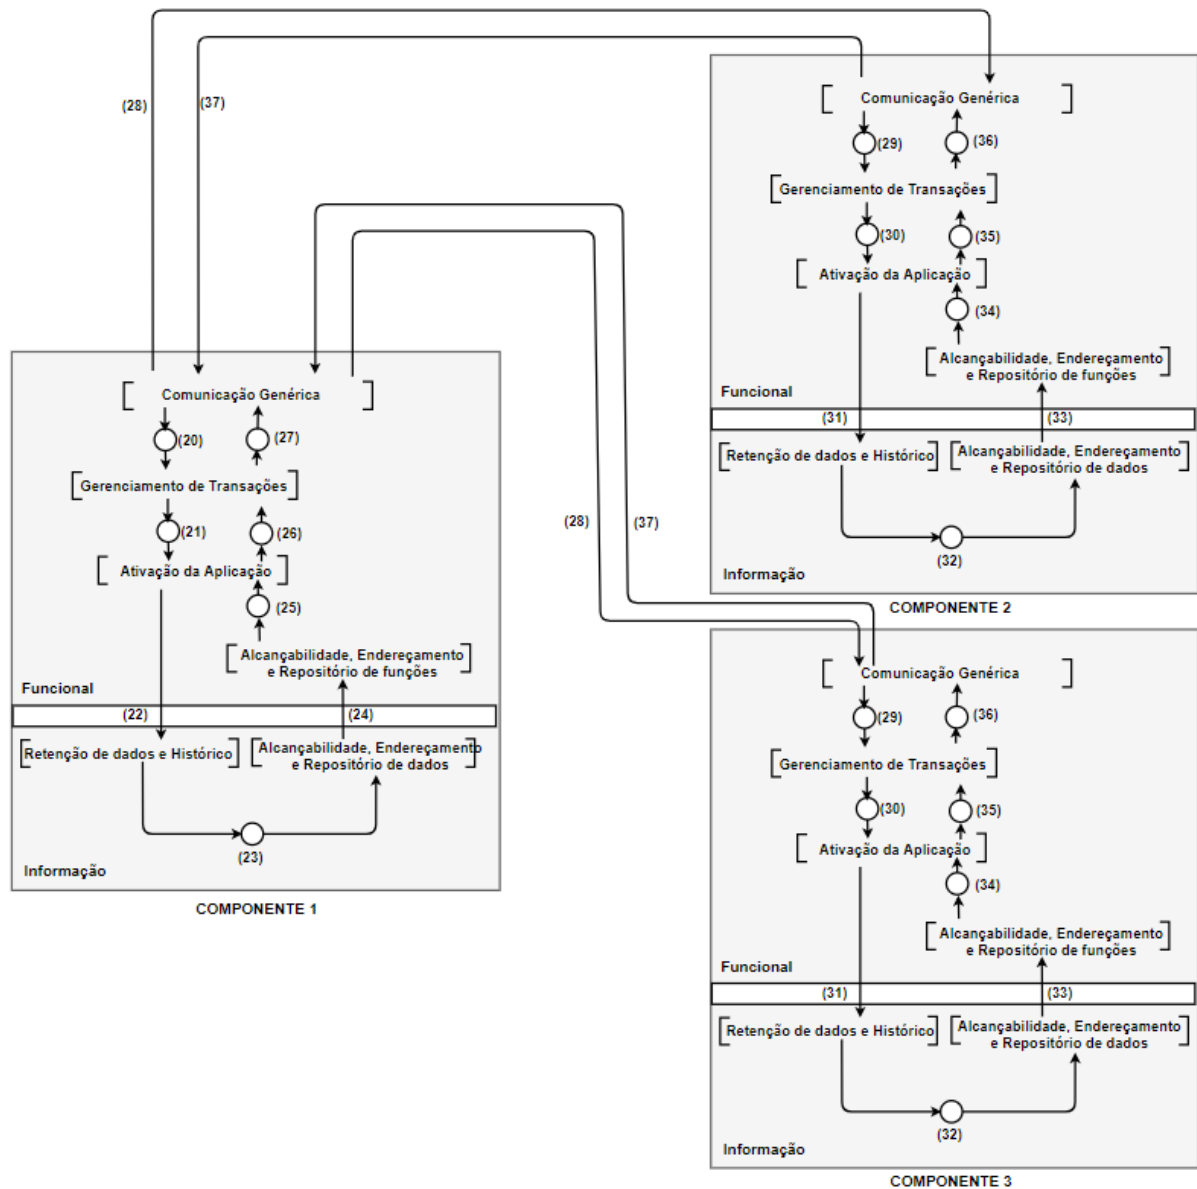 (28)
(37)
Comunicação Genérica
(29)
(36)
Gerenciamento de Transações
(30)
(35)
Ativação da Aplicação
(34)
Alcançabilidade, Endereçamento
e Repositório de funções
Funcional
(31)
(33)
Retenção de dados e Histórico
Alcançabilidade, Endereçamento
e Repositório de dados
(32)
Informação
COMPONENTE 2
Comunicação Genérica
(20)
(27)
Gerenciamento de Transações
(21)
(26)
Ativação da Aplicação
(25)
Alcançabilidade, Endereçamento
e Repositório de funções
Funcional
(22)
(24)
Retenção de dados e Histórico
Alcançabilidade, Endereçamento
e Repositório de dados
(23)
Informação
COMPONENTE 1
(28)
(37)
Comunicação Genérica
(29)
(36)
Gerenciamento de Transações
(30)
(35)
Ativação da Aplicação
(34)
Alcançabilidade, Endereçamento
e Repositório de funções
Funcional
(31)
(33)
Retenção de dados e Histórico
Alcançabilidade, Endereçamento
e Repositório de dados
(32)
Informação
COMPONENTE 3